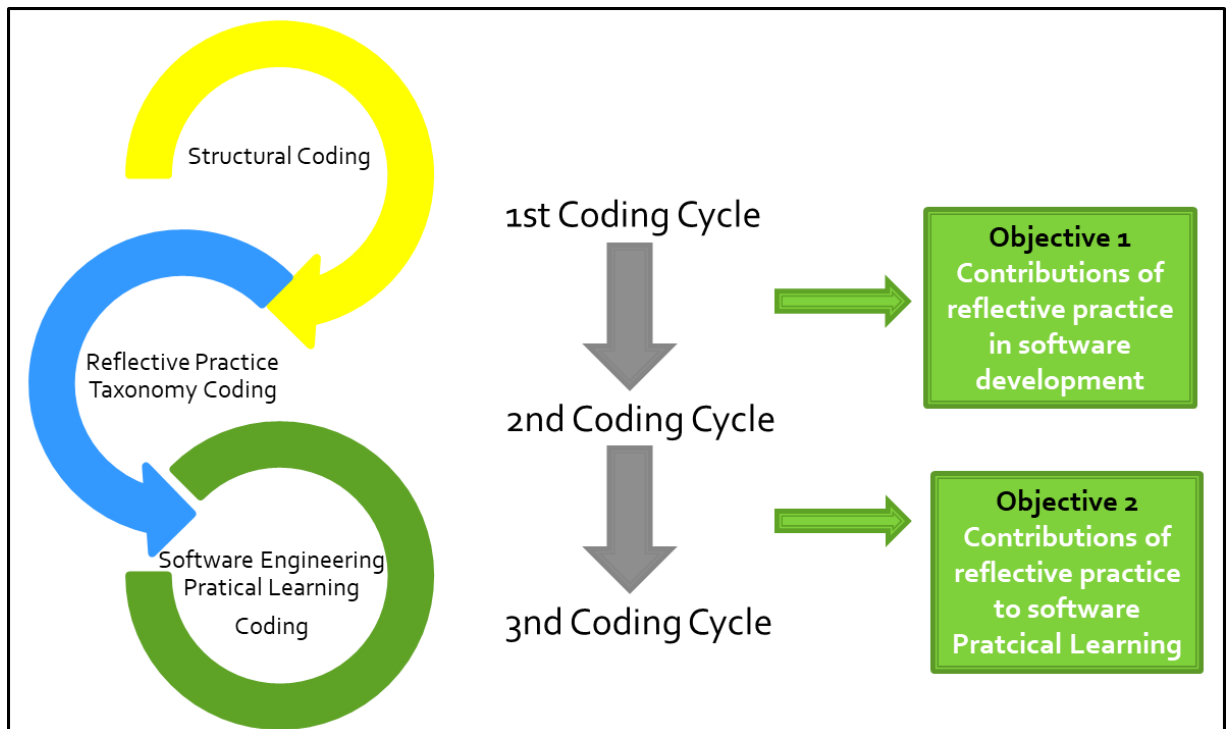 Structural Coding
Reflective Practice
Taxonomy Coding
Software Engineering
Pratical Learning
Coding
1st Coding Cycle
2nd Coding Cycle
3nd Coding Cycle
Objective 1
Contributions of
reflective practice
in software
development
Objective 2
Contributions of
reflective practice
to software
Pratcical Learning